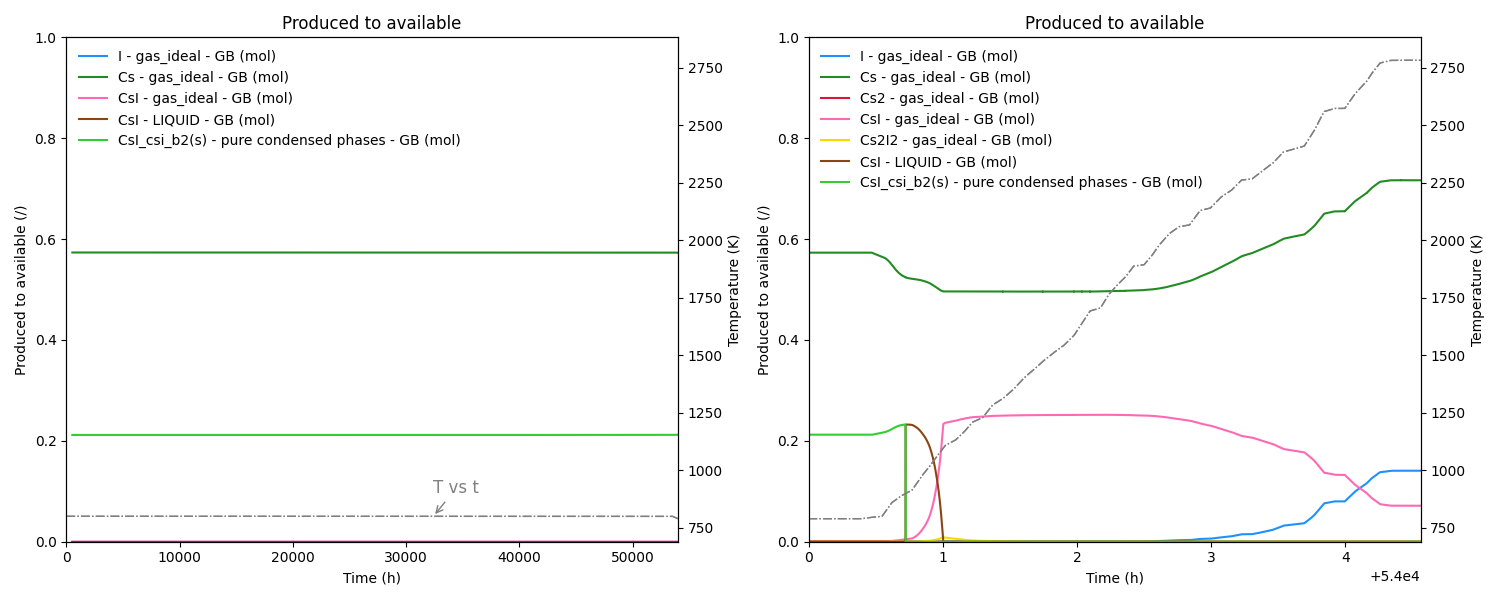 Produced to available
I - gas_ideal - GB (mol)
Cs - gas_ideal - GB (mol)
CsI - gas_ideal - GB (mol)
CsI - LIQUID - GB (mol)
CsI_csi_b2(s) - pure condensed phases - GB (mol)
T vs t
Produced to available (/)
1.0
0.8
0.6
0.4
0.2
0.0
0
10000
20000
30000
40000
50000
Time (h)
2750
2500
2250
2000
1750
1500
1250
1000
750
Temperature (K)
Produced to available
I - gas_ideal - GB (mol)
Cs - gas_ideal - GB (mol)
Cs2 - gas_ideal - GB (mol)
CsI - gas_ideal - GB (mol)
Cs2I2 - gas_ideal - GB (mol)
CsI - LIQUID - GB (mol)
CsI_csi_b2(s) - pure condensed phases - GB (mol)
Produced to available (/)
1.0
0.8
0.6
0.4
0.2
0.0
0
1
2
3
4
+5.4e4
Time (h)
2750
2500
2250
2000
1750
1500
1250
1000
750
Temperature (K)